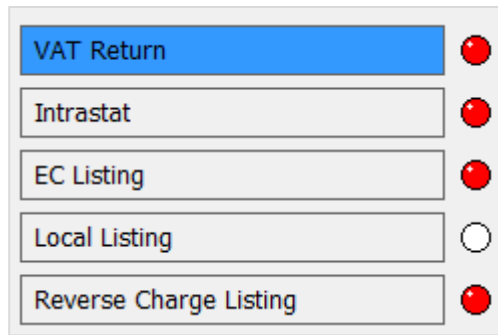 VAT Return
Intrastat
EC Listing
Local Listing
Reverse Charge Listing